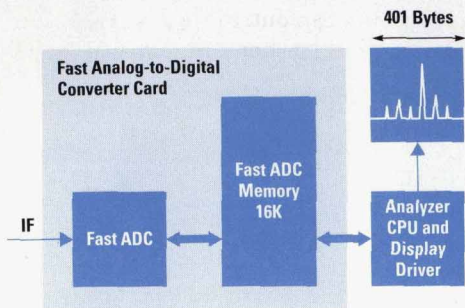 401 Bytes
Fast Analog-to-Digital
Converter Card
Fast ADC
Memory
16K
IF
Fast ADC
Analyzer
CPU and
Display
Driver